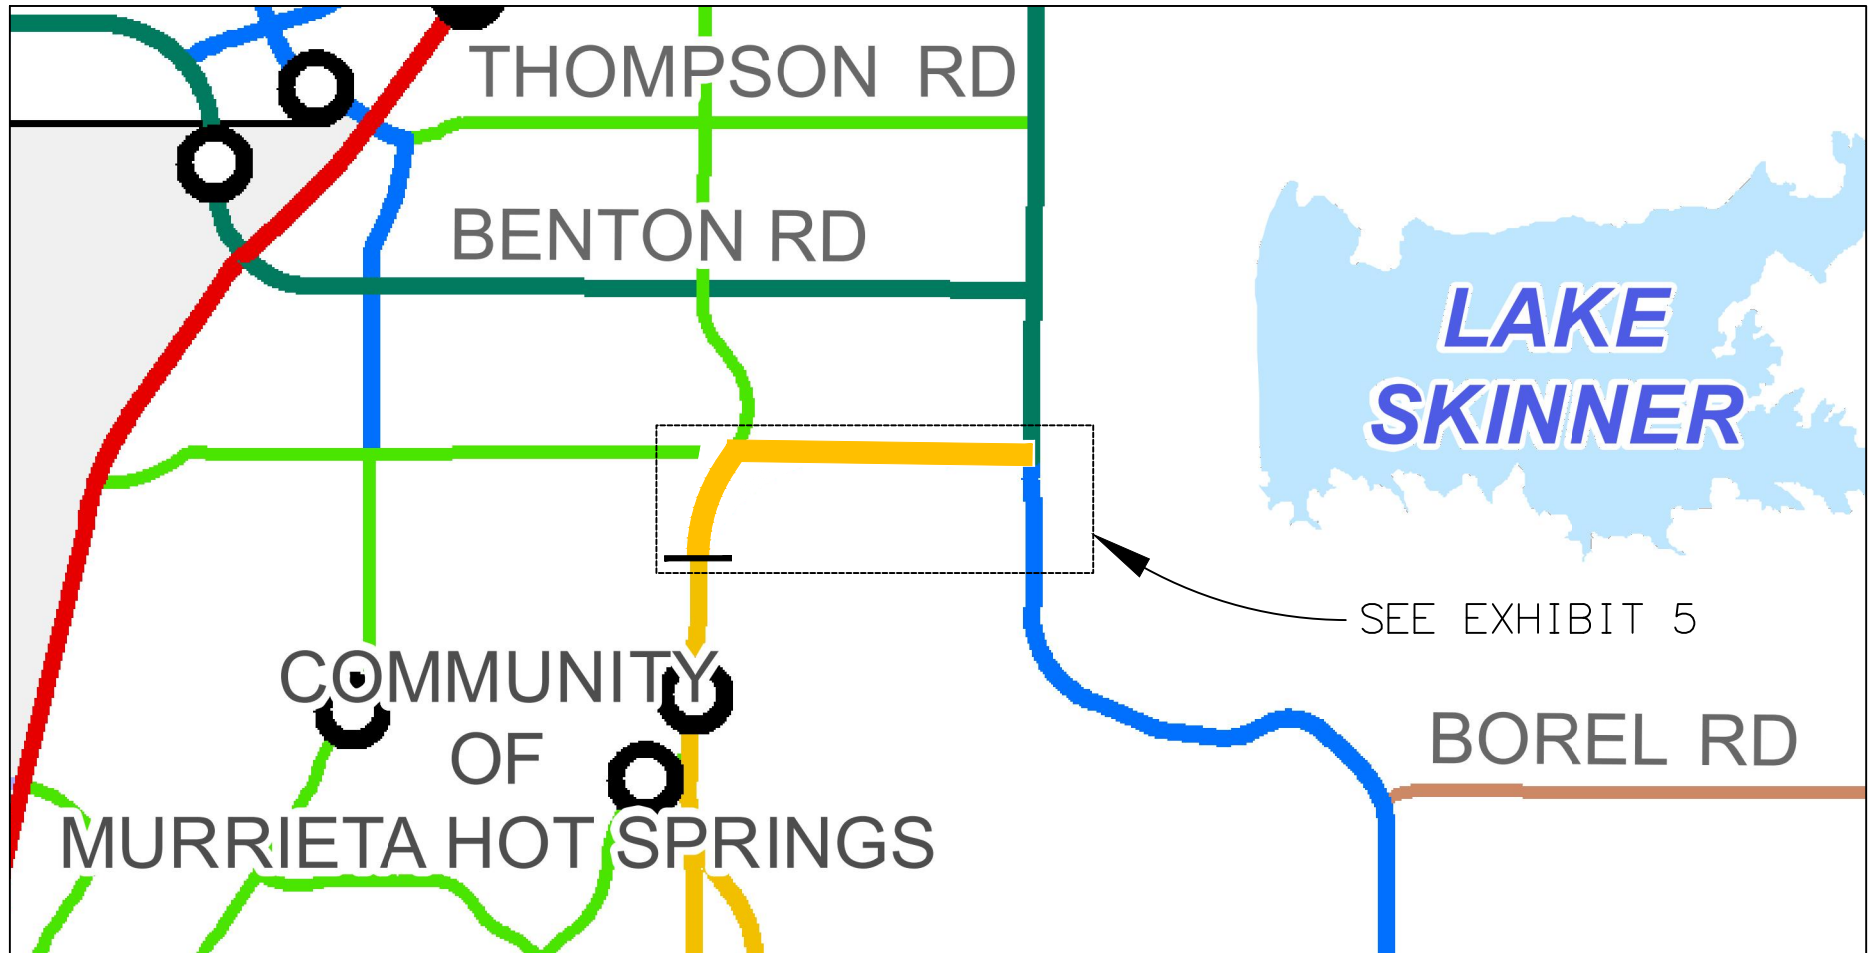 THOMPSON RD
BENTON RD
LAKE
SKINNER
SEE EXHIBIT 5
COMMUNITY
OF
MURRIETA HOT SPRINGS
BOREL RD